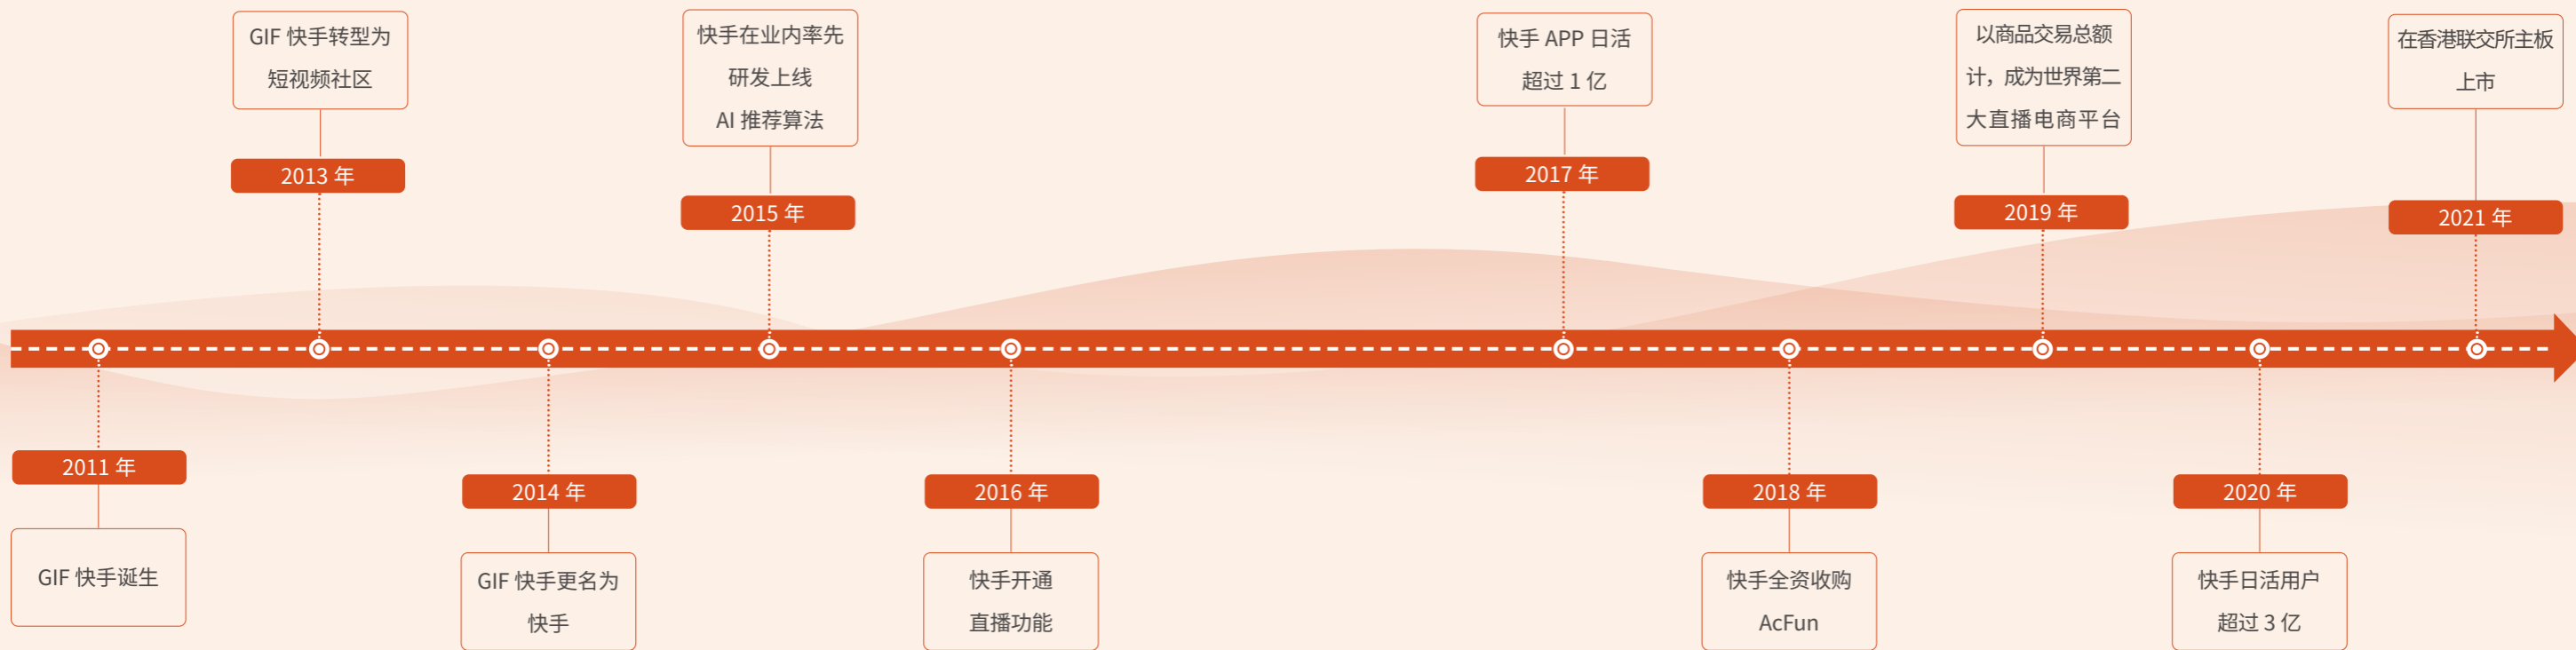 GIF 快手转型为
短视频社区
2013 年
快手在业内率先
研发上线
AI 推荐算法
2015 年
快手 APP 日活
超过 1 亿
2017 年
以商品交易总额
计，成为世界第二
大直播电商平台
2019 年
在香港联交所主板
上市
2021 年
2011 年
GIF 快手诞生
2014 年
GIF 快手更名为
快手
2016 年
快手开通
直播功能
2018 年
快手全资收购
AcFun
2020 年
快手日活用户
超过 3 亿